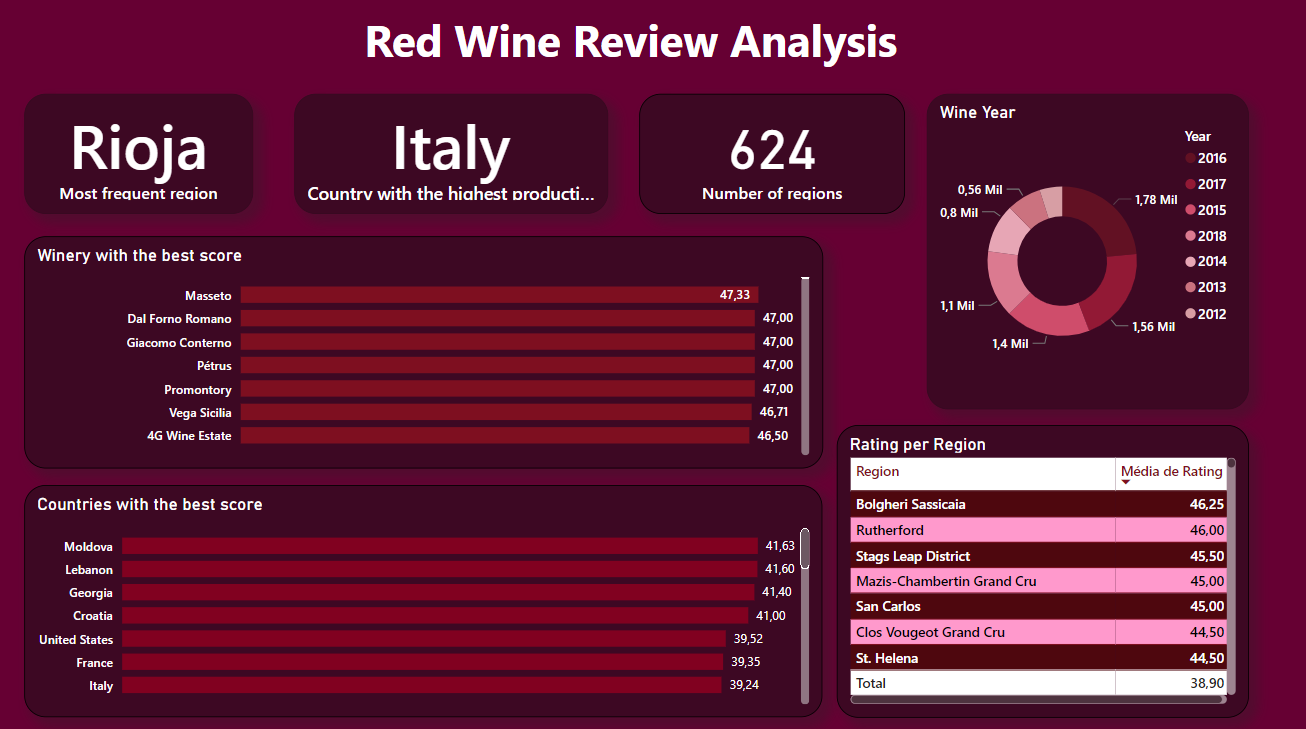 Red Wine Review Analysis
Rioja
Most frequent region
Italy
Country with the highest producti...
624
Number of regions
Wine Year
Year
2016
2017
2015
2018
2014
2013
2012
1,78 Mil
1,56 Mil
1,4 Mil
1,1 Mil
0,8 Mil
0,56 Mil
Winery with the best score
Masseto 47,33
Dal Forno Romano 47,00
Giacomo Conterno 47,00
Pétrus 47,00
Promontory 47,00
Vega Sicilia 46,71
4G Wine Estate 46,50
Countries with the best score
Moldova 41,63
Lebanon 41,60
Georgia 41,40
Croatia 41,00
United States 39,52
France 39,35
Italy 39,24
Rating per Region
Region Média de Rating
Bolgheri Sassicaia 46,25
Rutherford 46,00
Stags Leap District 45,50
Mazis-Chambertin Grand Cru 45,00
San Carlos 45,00
Clos Vougeot Grand Cru 44,50
St. Helena 44,50
Total 38,90